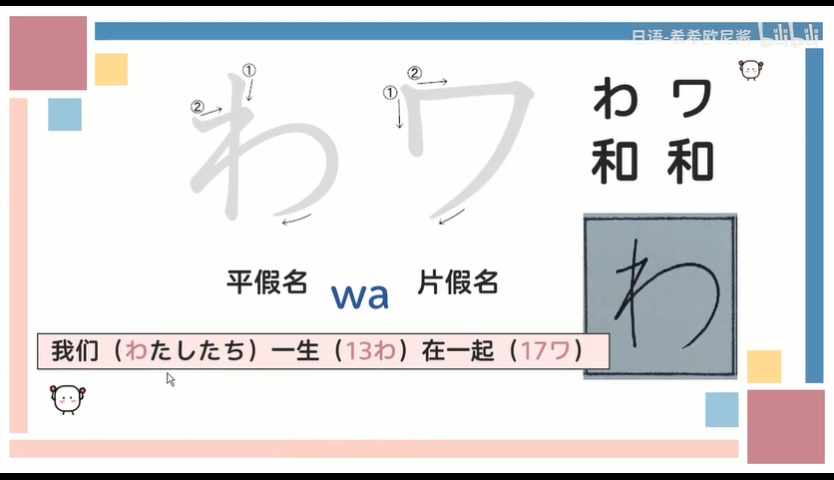 日语-希希欧尼酱 bilibili
① ② わ
① ② ワ
わ ワ
和 和
わ
平假名 wa 片假名
我们（わたしたち）一生（13わ）在一起（17ワ）